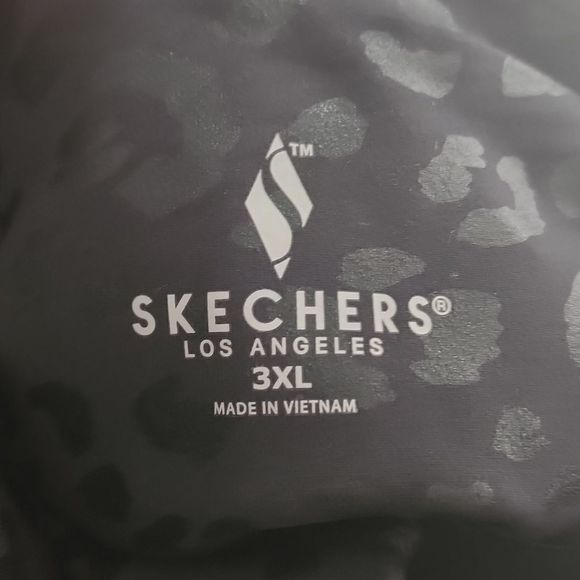 TM
SKECHERS®
LOS ANGELES
3XL
MADE IN VIETNAM